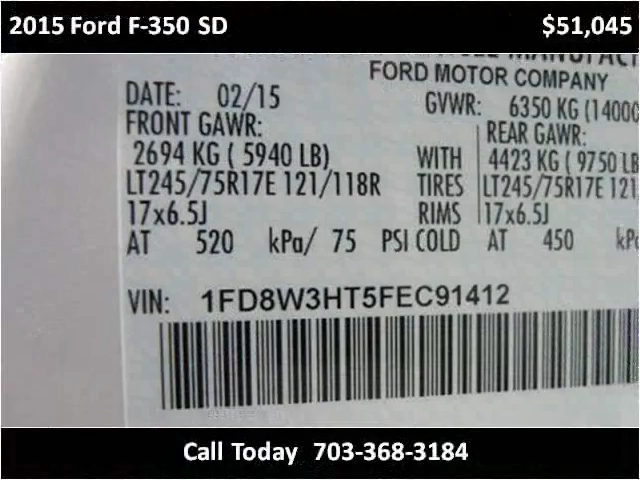 2015 Ford F-350 SD $51,045
FORD MOTOR COMPANY
DATE: 02/15 GVWR: 6350 KG (14000
FRONT GAWR: REAR GAWR:
2694 KG ( 5940 LB) WITH 4423 KG ( 9750 LB
LT245/75R17E 121/118R TIRES LT245/75R17E 121
17x6.5J RIMS 17x6.5J
AT 520 kPa/ 75 PSI COLD AT 450 kP
VIN: 1FD8W3HT5FEC91412
Call Today 703-368-3184